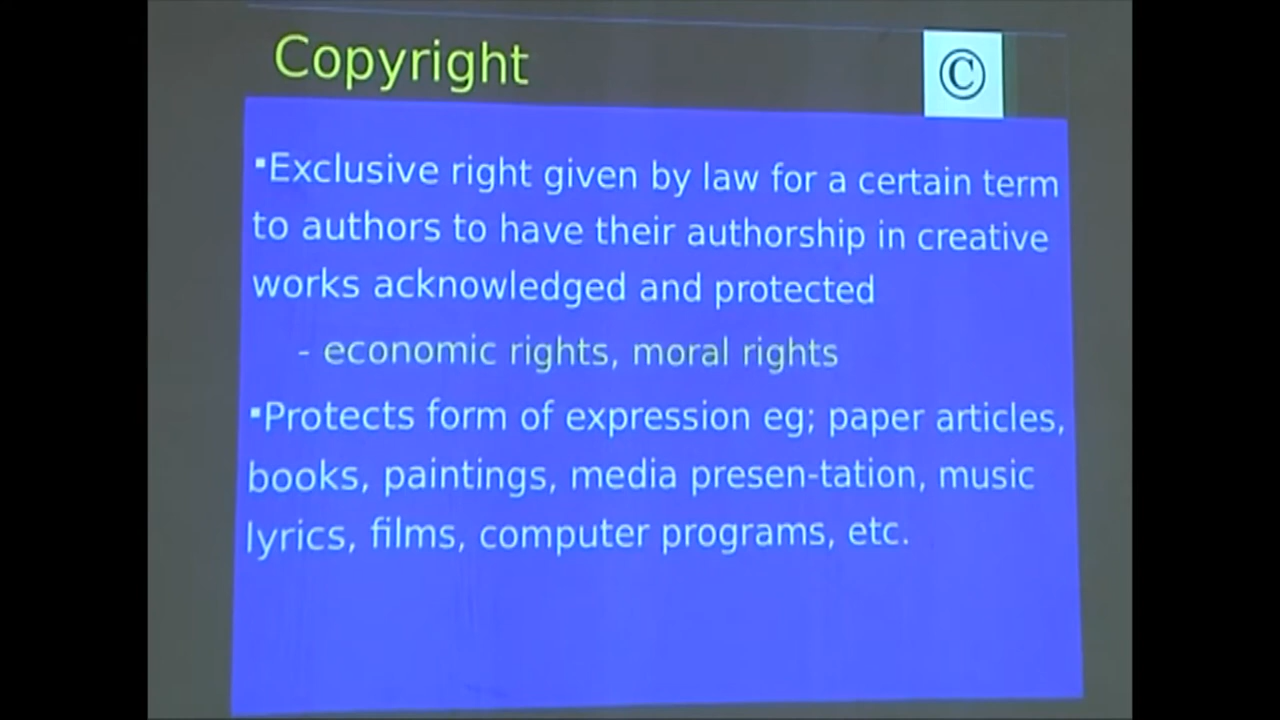 Copyright
©
▪Exclusive right given by law for a certain term
to authors to have their authorship in creative
works acknowledged and protected
- economic rights, moral rights
▪Protects form of expression eg; paper articles,
books, paintings, media presen-tation, music
lyrics, films, computer programs, etc.